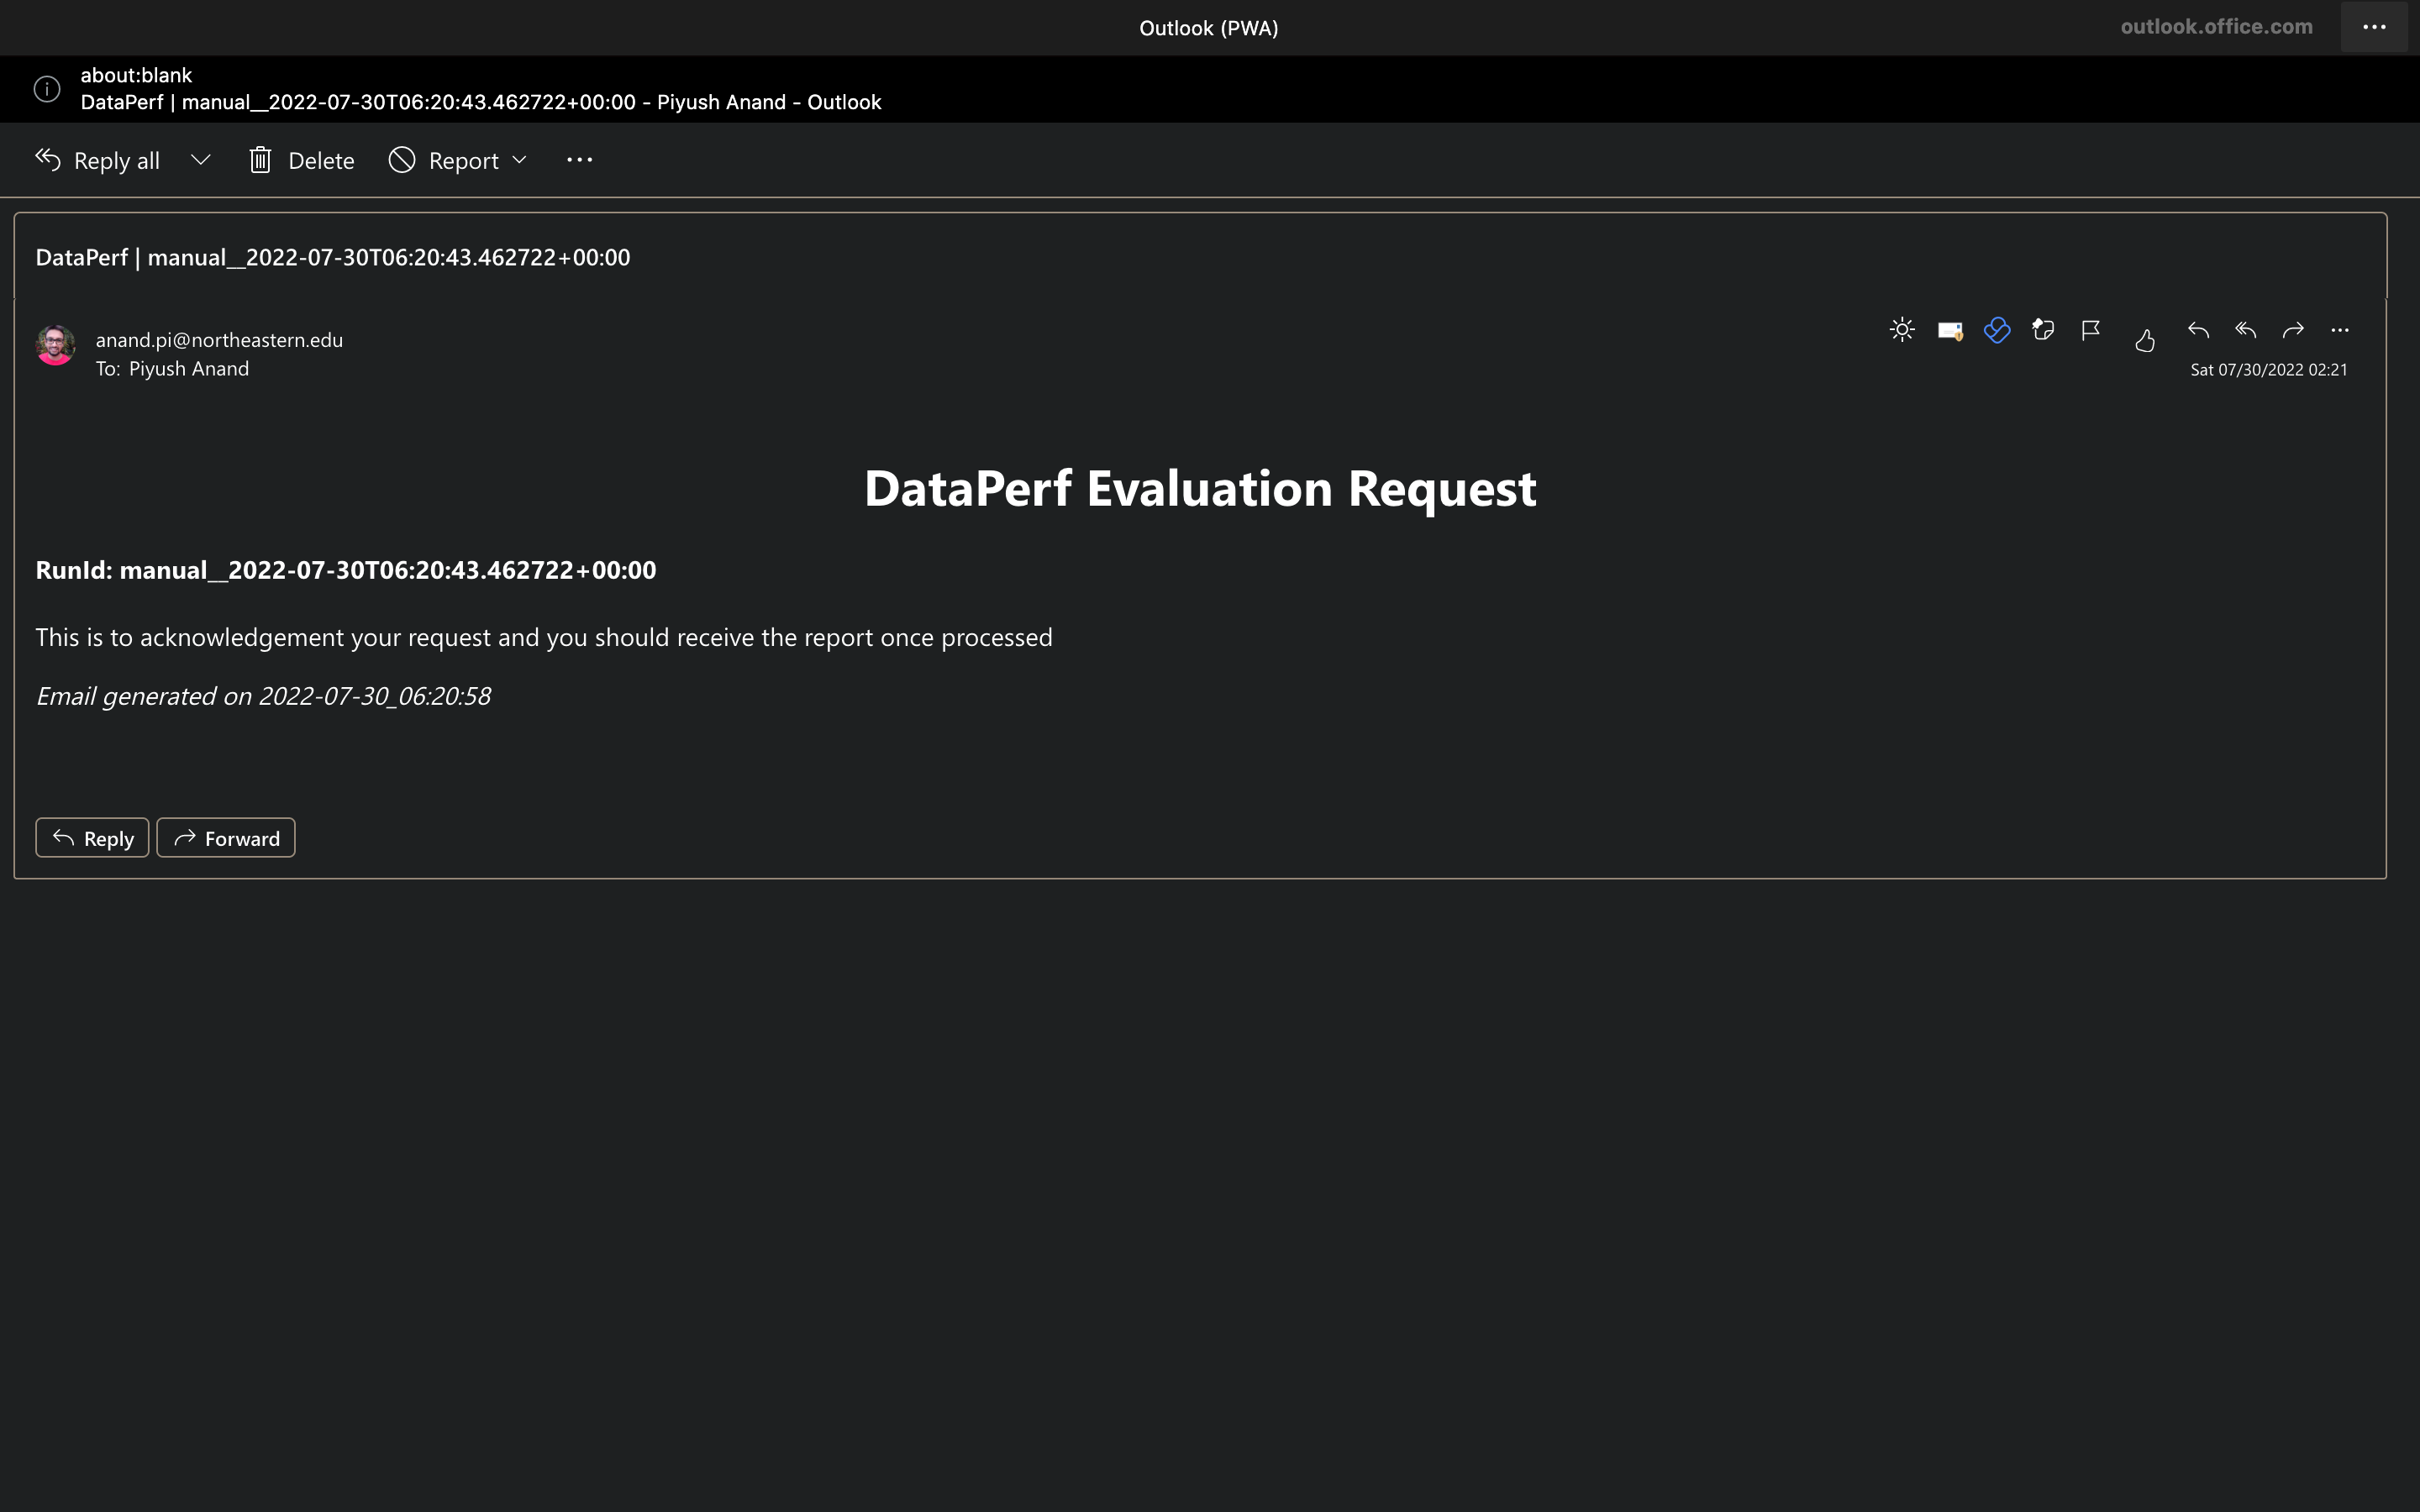 Outlook (PWA)
outlook.office.com
about:blank
DataPerf | manual__2022-07-30T06:20:43.462722+00:00 - Piyush Anand - Outlook
Reply all
Delete
Report
DataPerf | manual__2022-07-30T06:20:43.462722+00:00
anand.pi@northeastern.edu
To: Piyush Anand
Sat 07/30/2022 02:21
DataPerf Evaluation Request
RunId: manual__2022-07-30T06:20:43.462722+00:00
This is to acknowledgement your request and you should receive the report once processed
Email generated on 2022-07-30_06:20:58
Reply
Forward